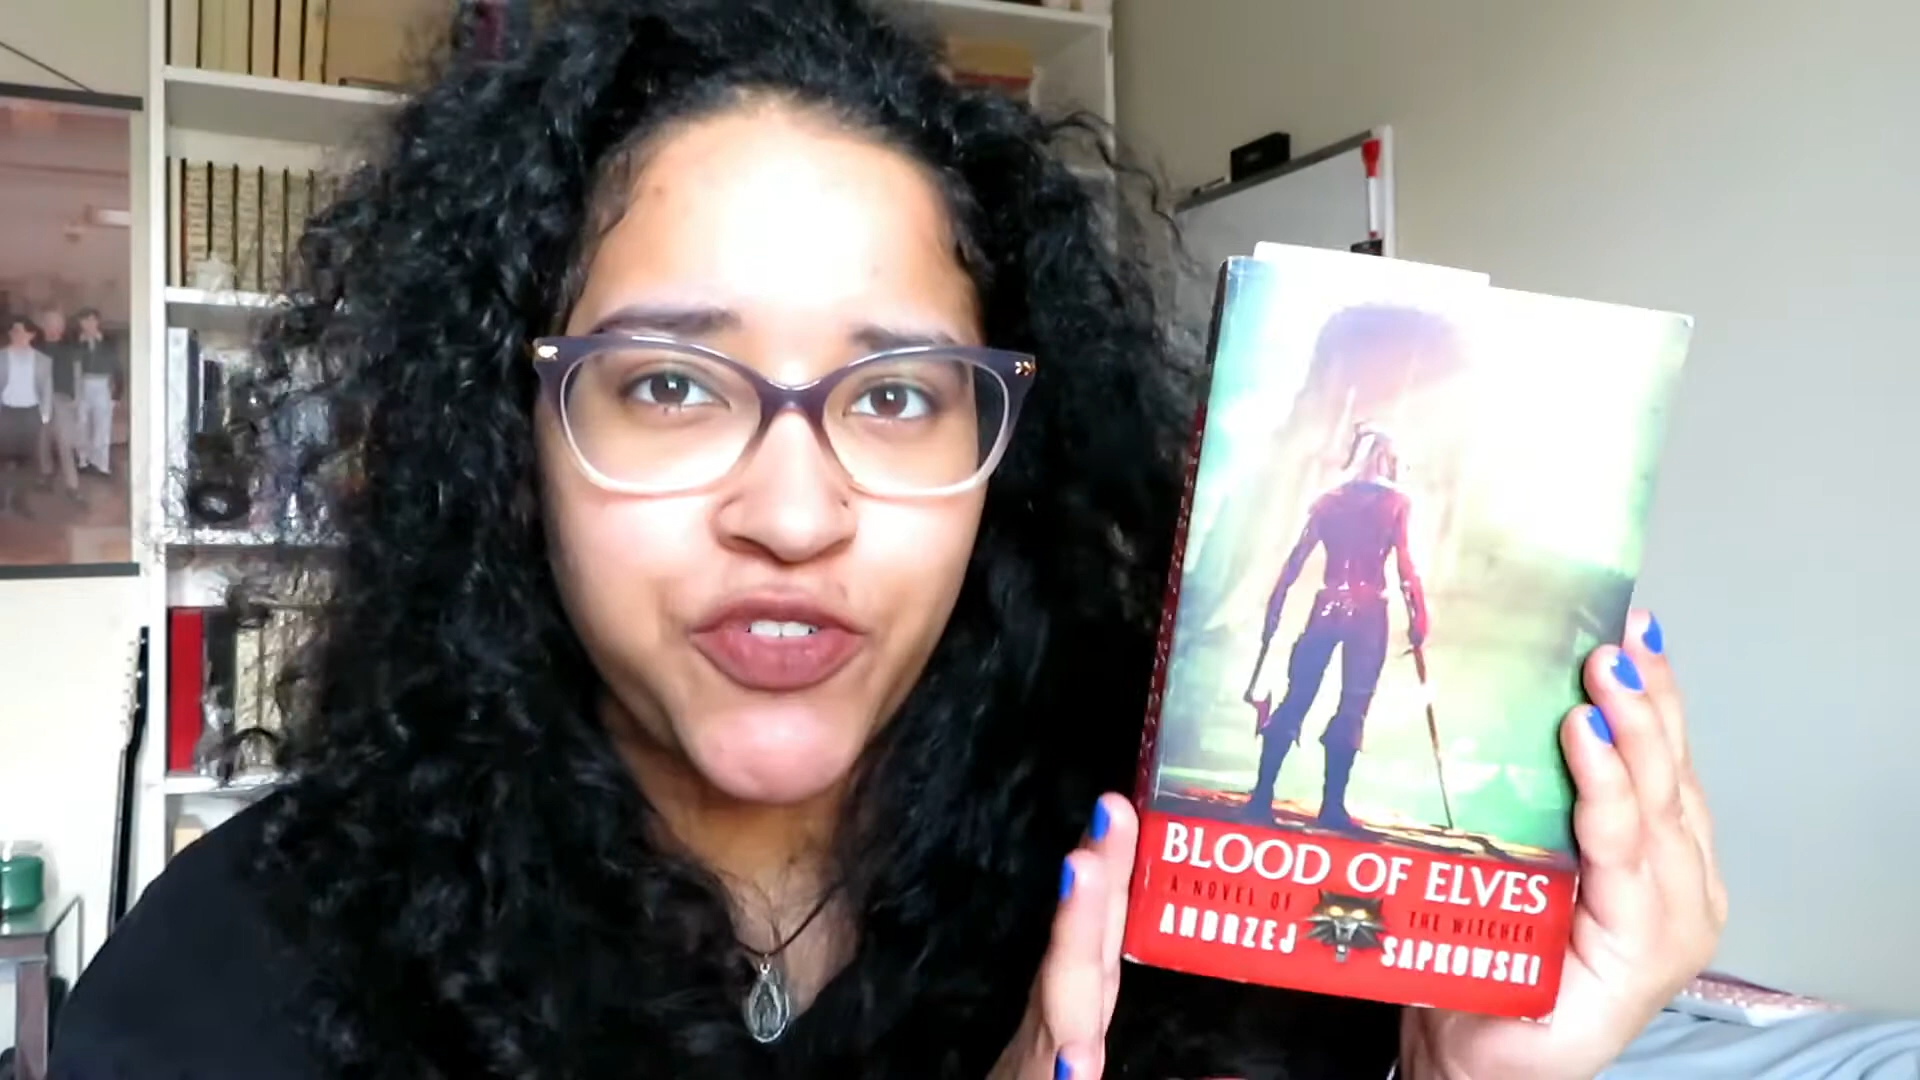 BLOOD OF ELVES
A NOVEL OF THE WITCHER
ANDRZEJ SAPKOWSKI